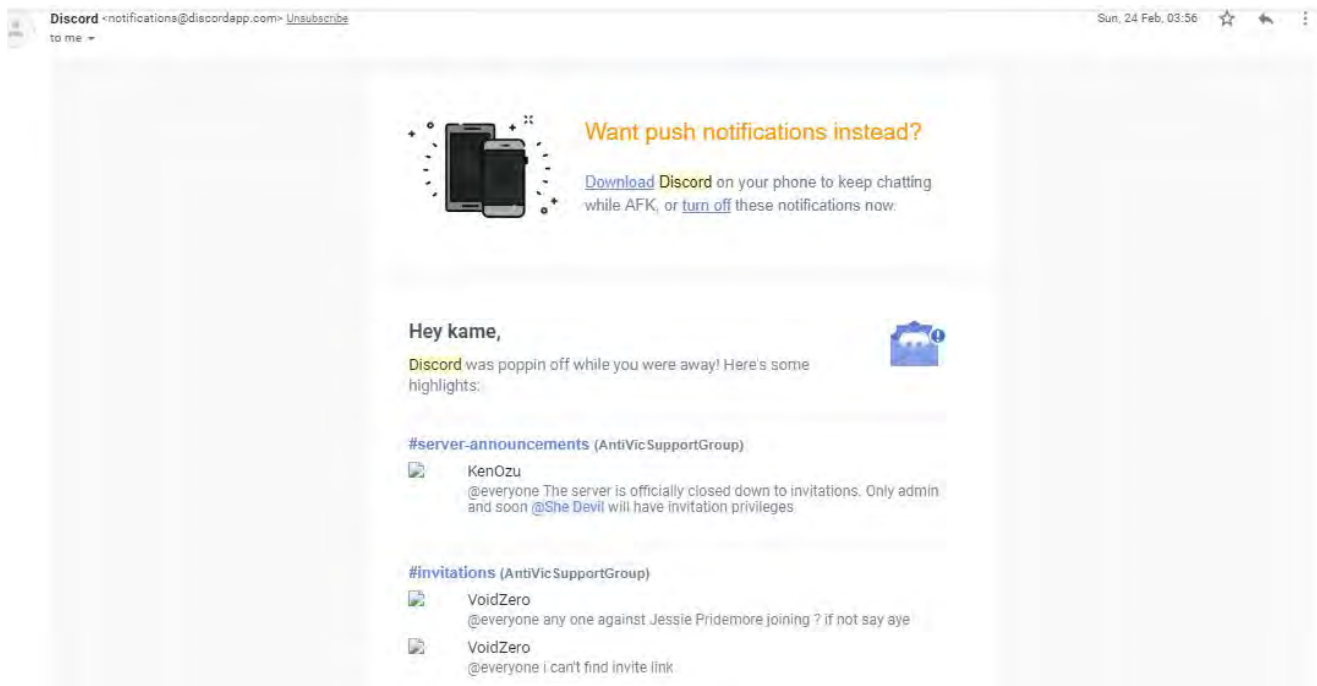 Discord <notifications@discordapp.com> Unsubscribe
Sun, 24 Feb, 03:56
to me
Want push notifications instead?
Download Discord on your phone to keep chatting
while AFK, or turn off these notifications now.
Hey kame,
Discord was poppin off while you were away! Here's some
highlights:
#server-announcements (AntiVicSupportGroup)
KenOzu
@everyone The server is officially closed down to invitations. Only admin
and soon @She Devil will have invitation privileges
#invitations (AntiVicSupportGroup)
VoidZero
@everyone any one against Jessie Pridemore joining ? if not say aye
VoidZero
@everyone i can't find invite link